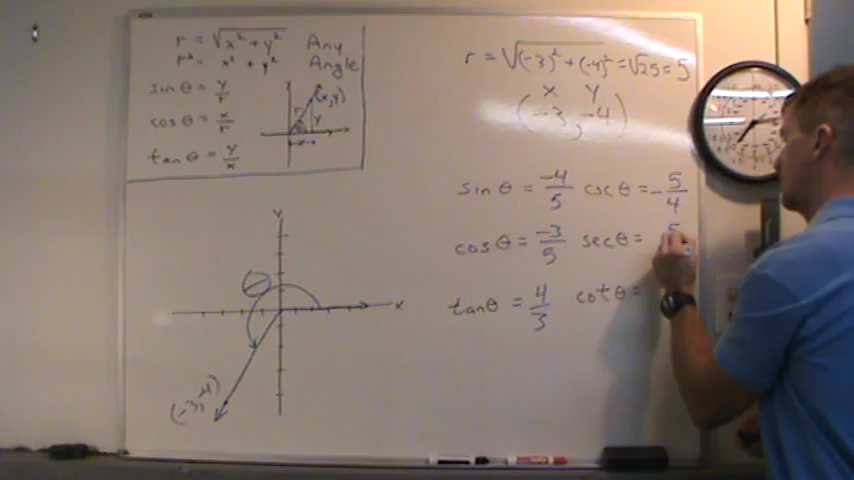 r = √x² + y² Any
r² = x² + y² Angle
sin θ = y/r
cos θ = x/r
tan θ = y/x
(x,y)
r
y
θ
x
r = √(-3)² + (-4)² = √25 = 5
x y
(-3, -4)
sin θ = -4/5 csc θ = -5/4
cos θ = -3/5 sec θ = 5
tan θ = 4/3 cot θ =
y
θ
x
(-3,-4)